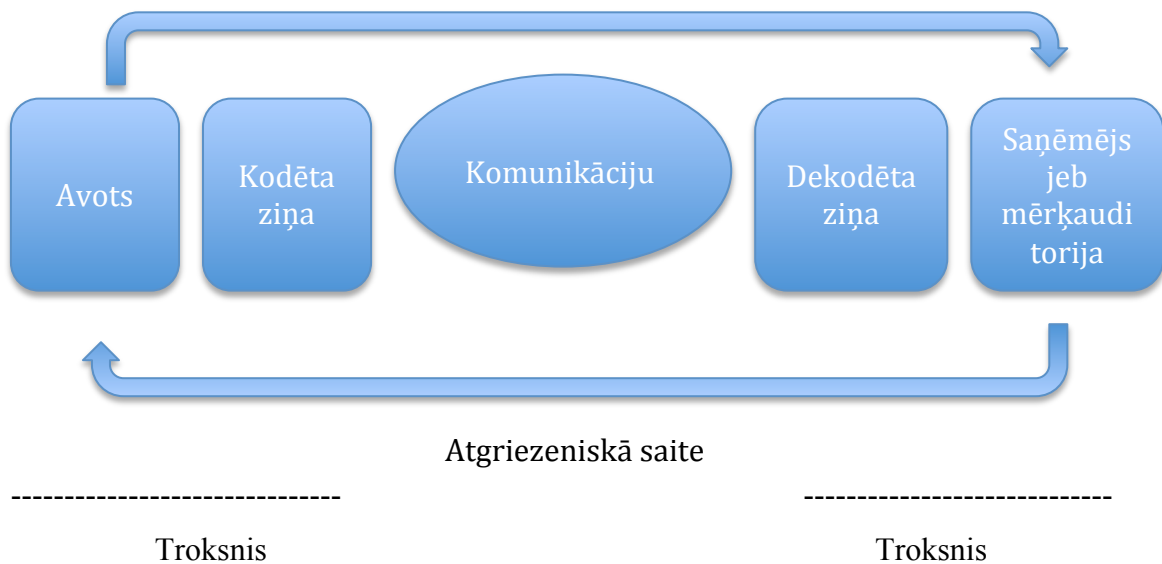 Avots
Kodēta
ziņa
Komunikāciju
Dekodēta
ziņa
Saņēmējs
jeb
mērķaudi
torija
Atgriezeniskā saite
------------------------------- -----------------------------
Troksnis Troksnis